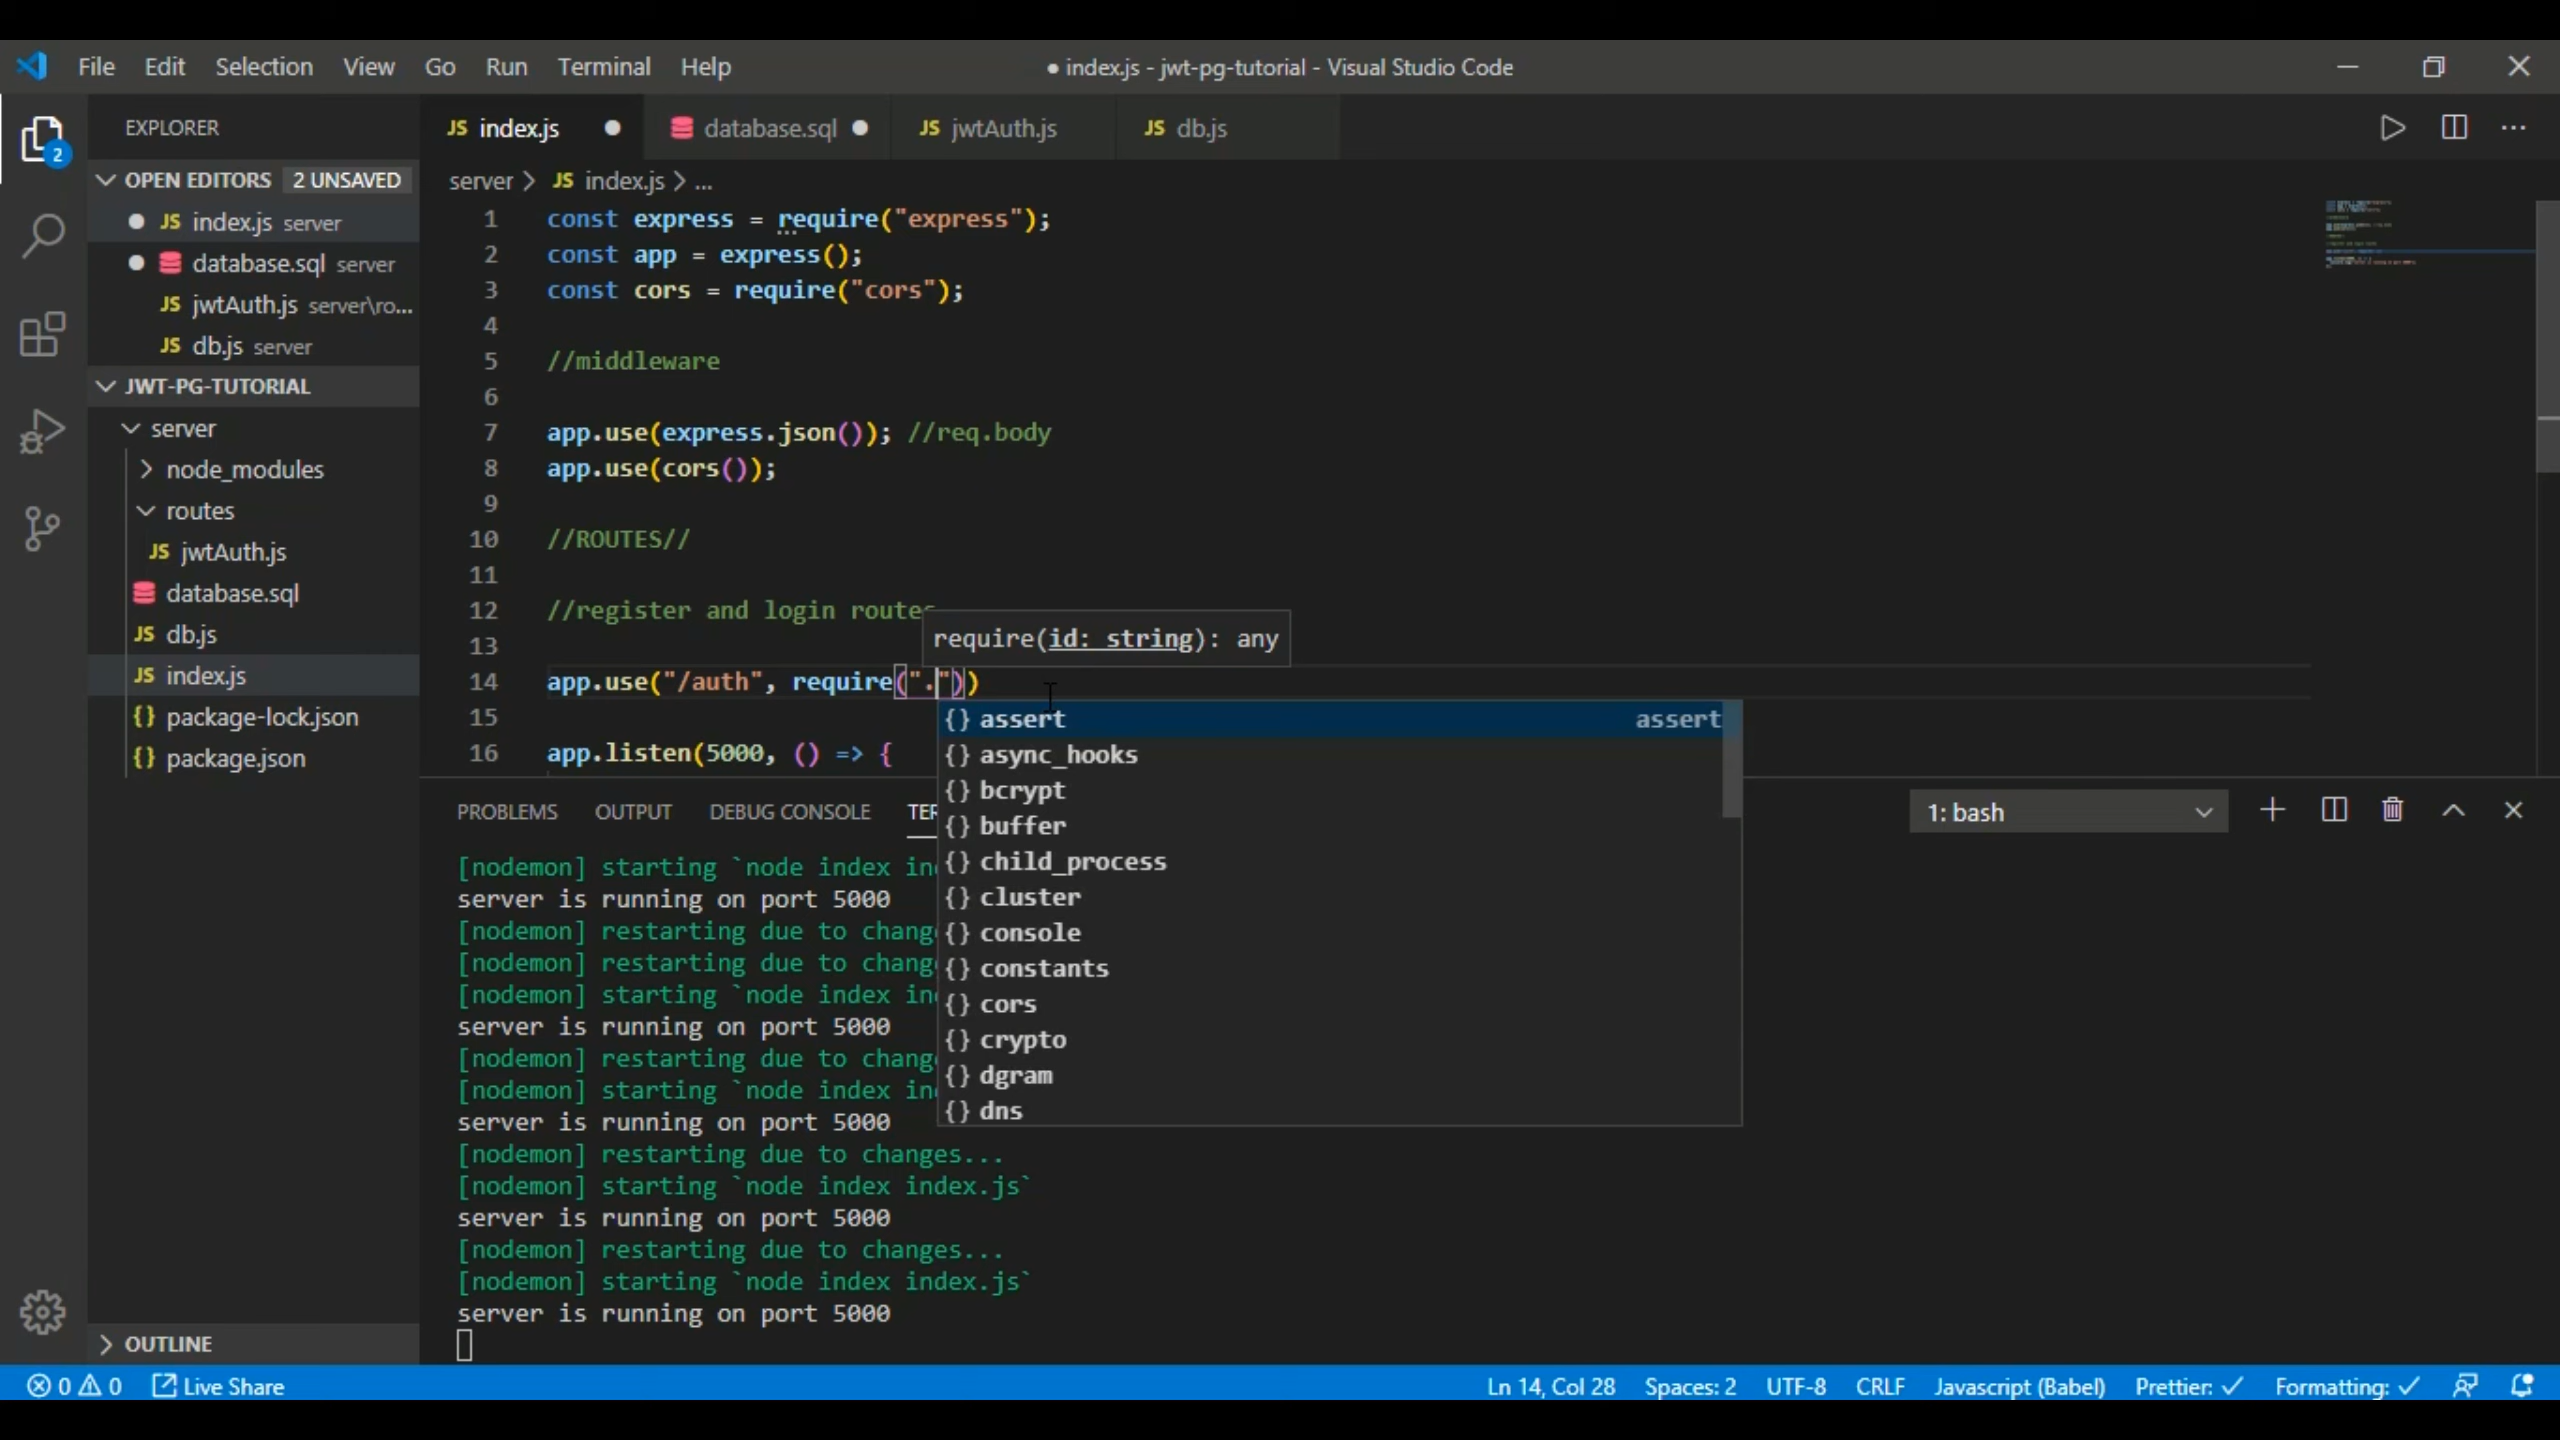 File Edit Selection View Go Run Terminal Help
● index.js - jwt-pg-tutorial - Visual Studio Code
EXPLORER
2
OPEN EDITORS 2 UNSAVED
JS index.js server
database.sql server
JS jwtAuth.js server\ro...
JS db.js server
JWT-PG-TUTORIAL
server
node_modules
routes
JS jwtAuth.js
database.sql
JS db.js
JS index.js
{} package-lock.json
{} package.json
OUTLINE
JS index.js database.sql JS jwtAuth.js JS db.js
server > JS index.js > ...
1 const express = require("express");
2 const app = express();
3 const cors = require("cors");
4
5 //middleware
6
7 app.use(express.json()); //req.body
8 app.use(cors());
9
10 //ROUTES//
11
12 //register and login routes
require(id: string): any
13
14 app.use("/auth", require("."))
15
16 app.listen(5000, () => {
{} assert assert
{} async_hooks
{} bcrypt
{} buffer
{} child_process
{} cluster
{} console
{} constants
{} cors
{} crypto
{} dgram
{} dns
PROBLEMS OUTPUT DEBUG CONSOLE TER
1: bash
[nodemon] starting `node index in
server is running on port 5000
[nodemon] restarting due to chang
[nodemon] restarting due to chang
[nodemon] starting `node index in
server is running on port 5000
[nodemon] restarting due to chang
[nodemon] starting `node index in
server is running on port 5000
[nodemon] restarting due to changes...
[nodemon] starting `node index index.js`
server is running on port 5000
[nodemon] restarting due to changes...
[nodemon] starting `node index index.js`
server is running on port 5000
0 0 Live Share
Ln 14, Col 28 Spaces: 2 UTF-8 CRLF Javascript (Babel) Prettier: ✓ Formatting: ✓